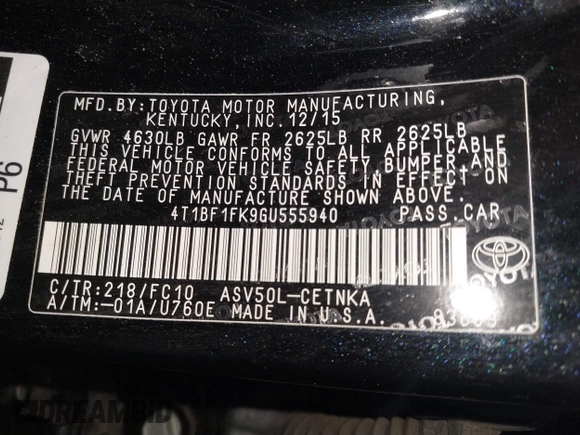 MFD. BY: TOYOTA MOTOR MANUFACTURING,
KENTUCKY, INC. 12/15
GVWR 4630LB GAWR FR 2625LB RR 2625LB
THIS VEHICLE CONFORMS TO ALL APPLICABLE
FEDERAL MOTOR VEHICLE SAFETY, BUMPER, AND
THEFT PREVENTION STANDARDS IN EFFECT ON
THE DATE OF MANUFACTURE SHOWN ABOVE.
4T1BF1FK9GU555940 PASS. CAR
C/TR: 218/FC10 ASV50L-CETNKA
A/TM: -01A/U760E MADE IN U.S.A.
P6
DREAMBID